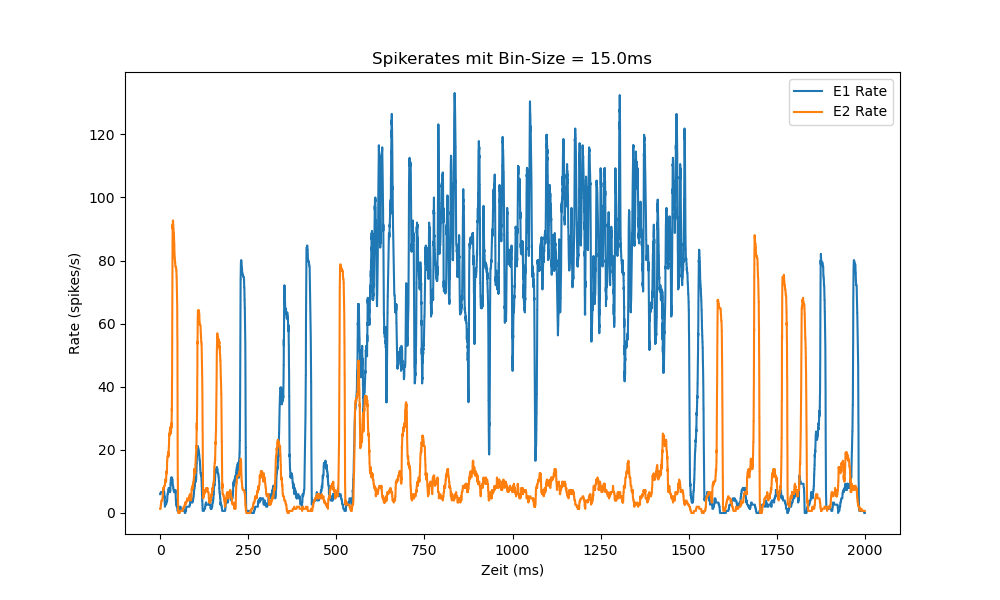 Spikerates mit Bin-Size = 15.0ms
E1 Rate
E2 Rate
120
100
80
60
40
20
0
Rate (spikes/s)
0 250 500 750 1000 1250 1500 1750 2000
Zeit (ms)